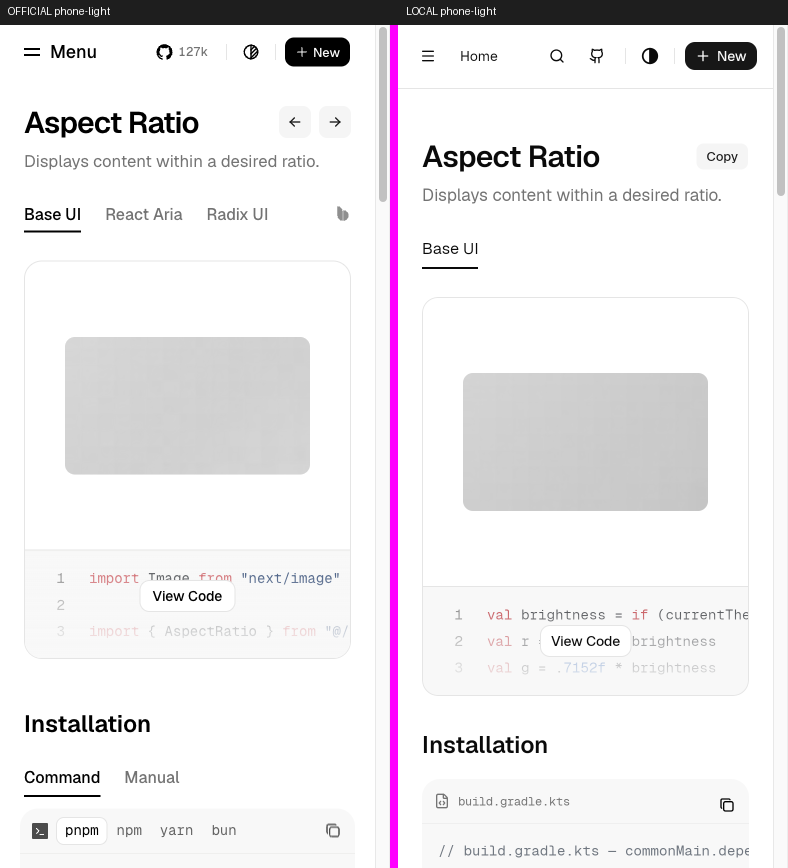 OFFICIAL phone-light
Menu
127k
New
Aspect Ratio
Displays content within a desired ratio.
Base UI
React Aria
Radix UI
1 import Image from "next/image"
2
View Code
3 import { AspectRatio } from "@/
Installation
Command
Manual
pnpm
npm
yarn
bun
LOCAL phone-light
Home
New
Aspect Ratio
Copy
Displays content within a desired ratio.
Base UI
1 val brightness = if (currentThe
2 val r = brightness
View Code
3 val g = .7152f * brightness
Installation
build.gradle.kts
// build.gradle.kts — commonMain.depe